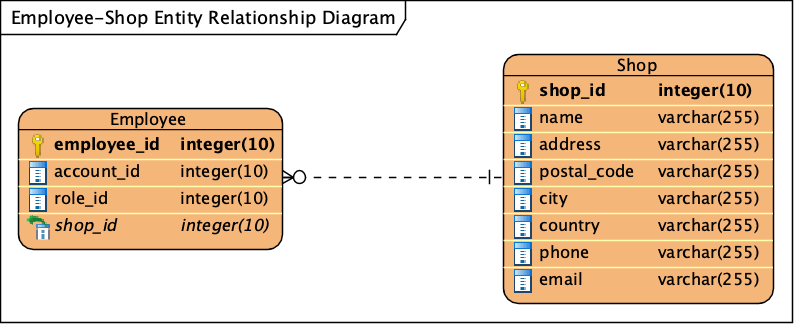 Employee-Shop Entity Relationship Diagram
Employee
employee_id integer(10)
account_id integer(10)
role_id integer(10)
shop_id integer(10)
Shop
shop_id integer(10)
name varchar(255)
address varchar(255)
postal_code varchar(255)
city varchar(255)
country varchar(255)
phone varchar(255)
email varchar(255)